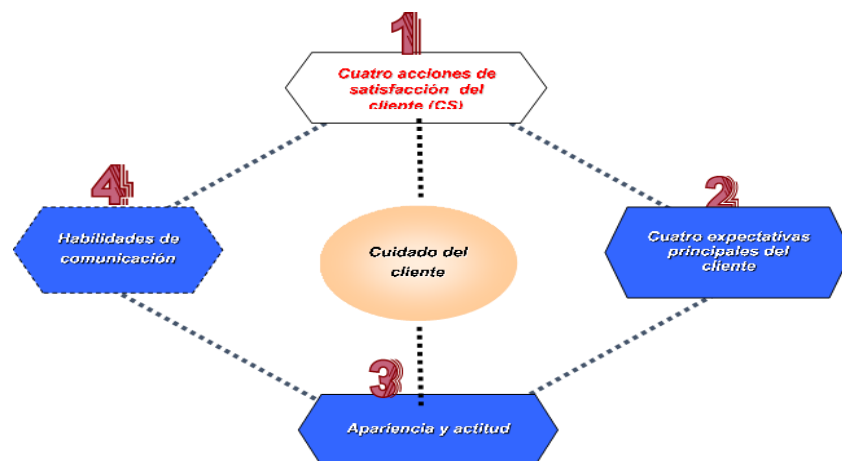 1
Cuatro acciones de
satisfacción del
cliente (CS)
4
Habilidades de
comunicación
2
Cuatro expectativas
principales del
cliente
Cuidado del
cliente
3
Apariencia y actitud